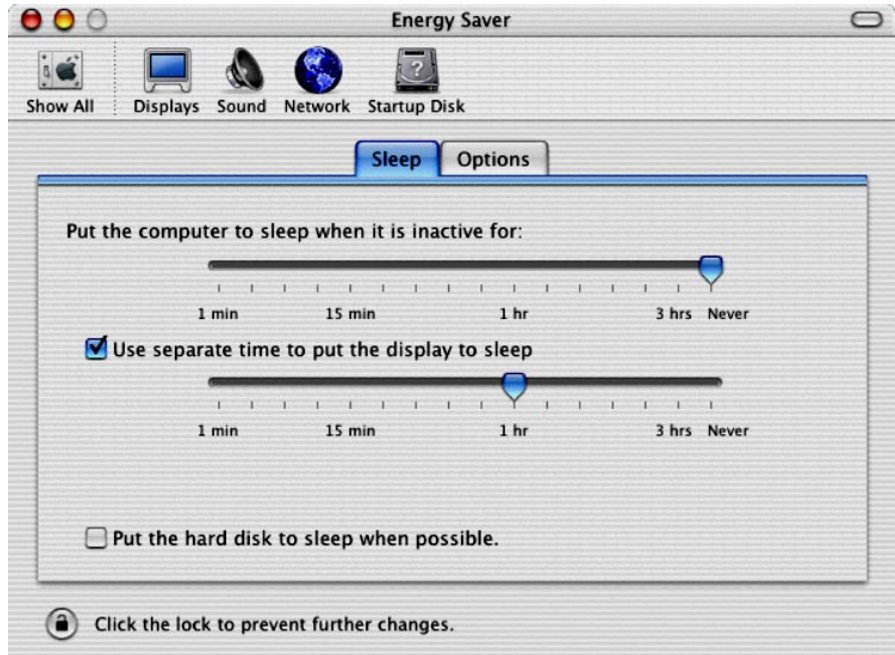 Energy Saver
Show All Displays Sound Network Startup Disk
Sleep Options
Put the computer to sleep when it is inactive for:
1 min 15 min 1 hr 3 hrs Never
Use separate time to put the display to sleep
1 min 15 min 1 hr 3 hrs Never
Put the hard disk to sleep when possible.
Click the lock to prevent further changes.